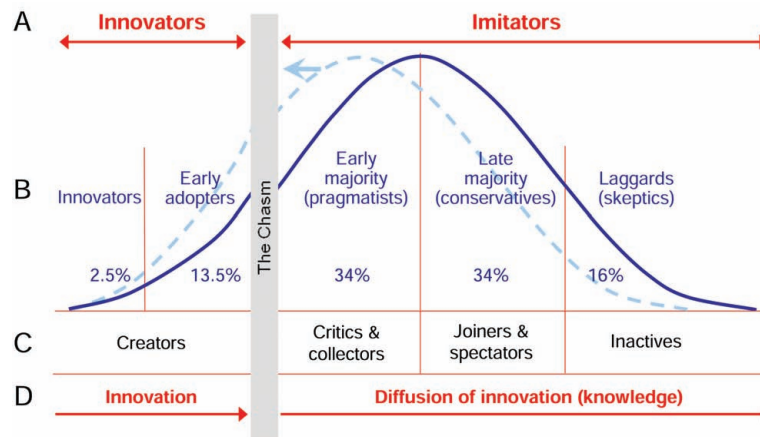 A
Innovators
Imitators
B
Innovators
Early
adopters
The Chasm
Early
majority
(pragmatists)
Late
majority
(conservatives)
Laggards
(skeptics)
2.5%
13.5%
34%
34%
16%
C
Creators
Critics &
collectors
Joiners &
spectators
Inactives
D
Innovation
Diffusion of innovation (knowledge)